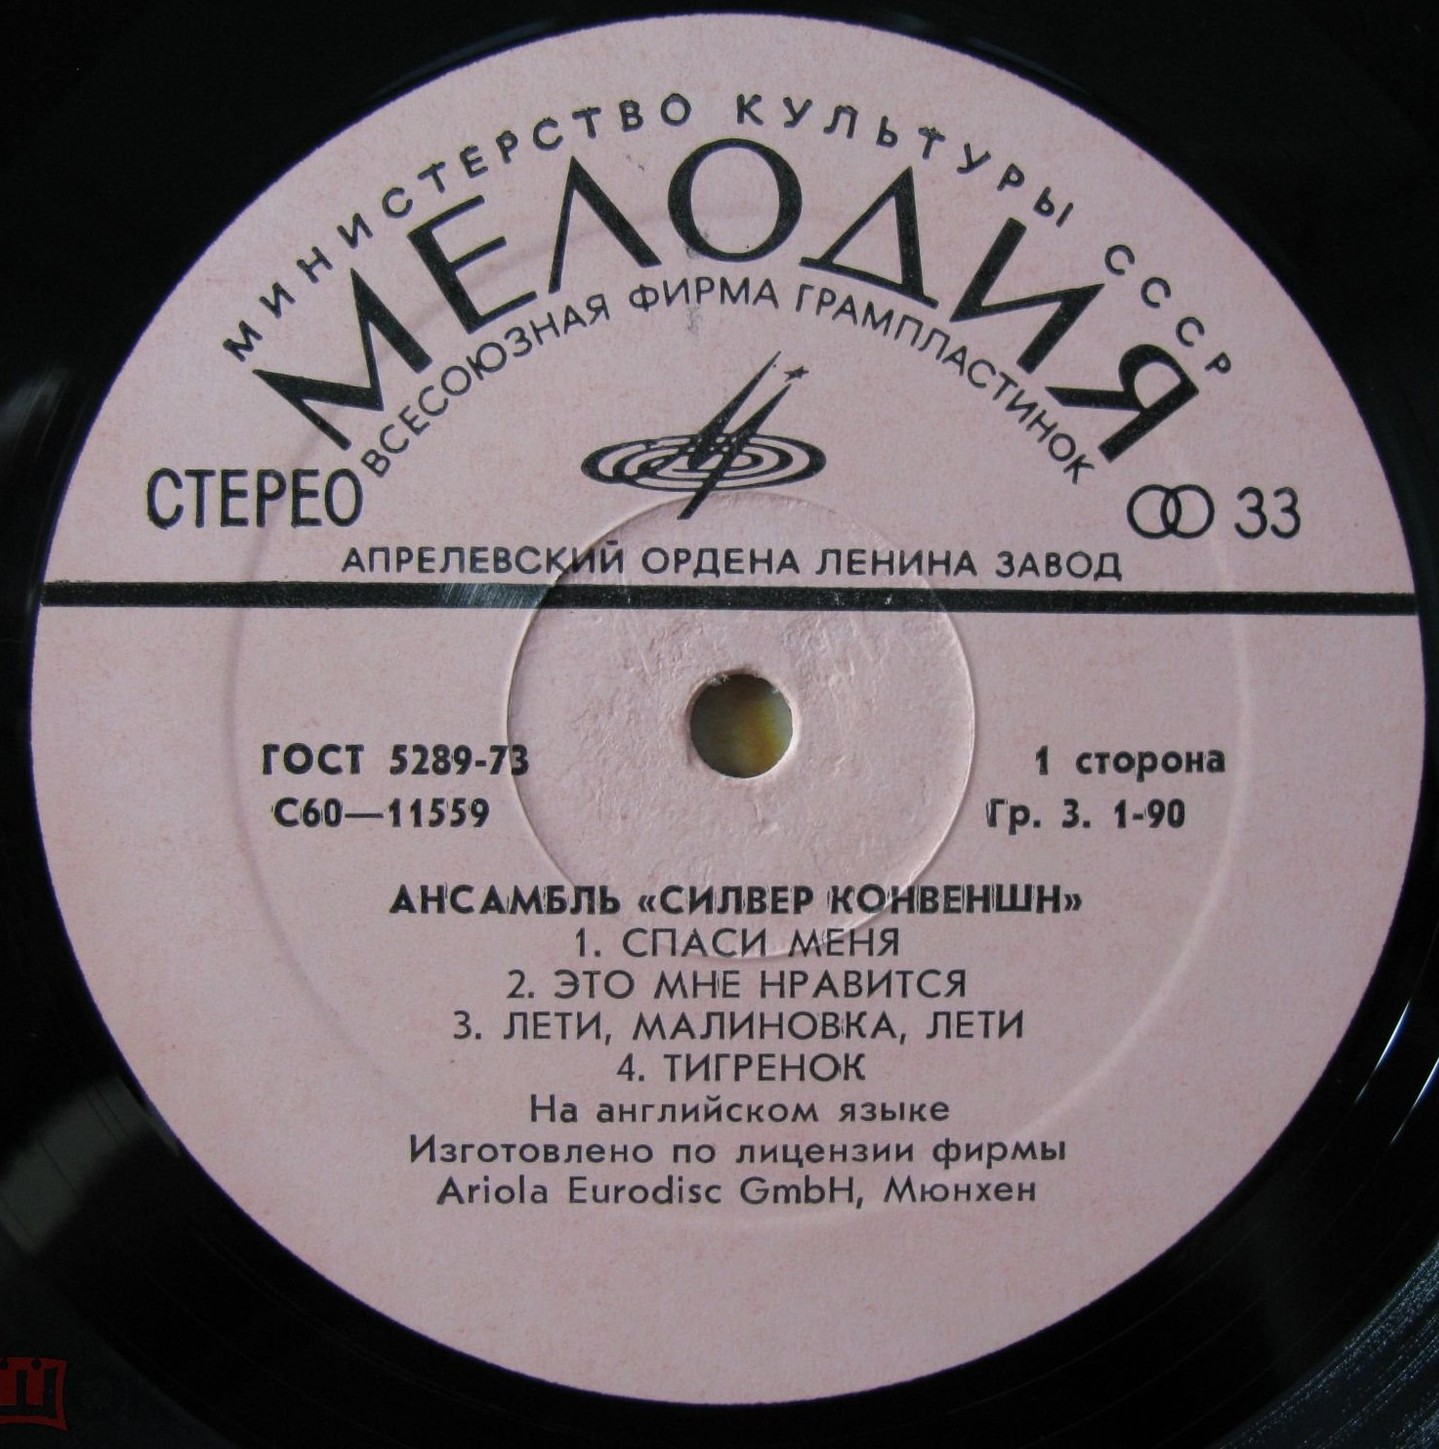 МИНИСТЕРСТВО КУЛЬТУРЫ СССР
МЕЛОДИЯ
ВСЕСОЮЗНАЯ ФИРМА ГРАМПЛАСТИНОК
СТЕРЕО
33
АПРЕЛЕВСКИЙ ОРДЕНА ЛЕНИНА ЗАВОД
ГОСТ 5289-73
1 сторона
С60—11559
Гр. 3. 1-90
АНСАМБЛЬ «СИЛВЕР КОНВЕНШН»
1. СПАСИ МЕНЯ
2. ЭТО МНЕ НРАВИТСЯ
3. ЛЕТИ, МАЛИНОВКА, ЛЕТИ
4. ТИГРЕНОК
На английском языке
Изготовлено по лицензии фирмы
Ariola Eurodisc GmbH, Мюнхен